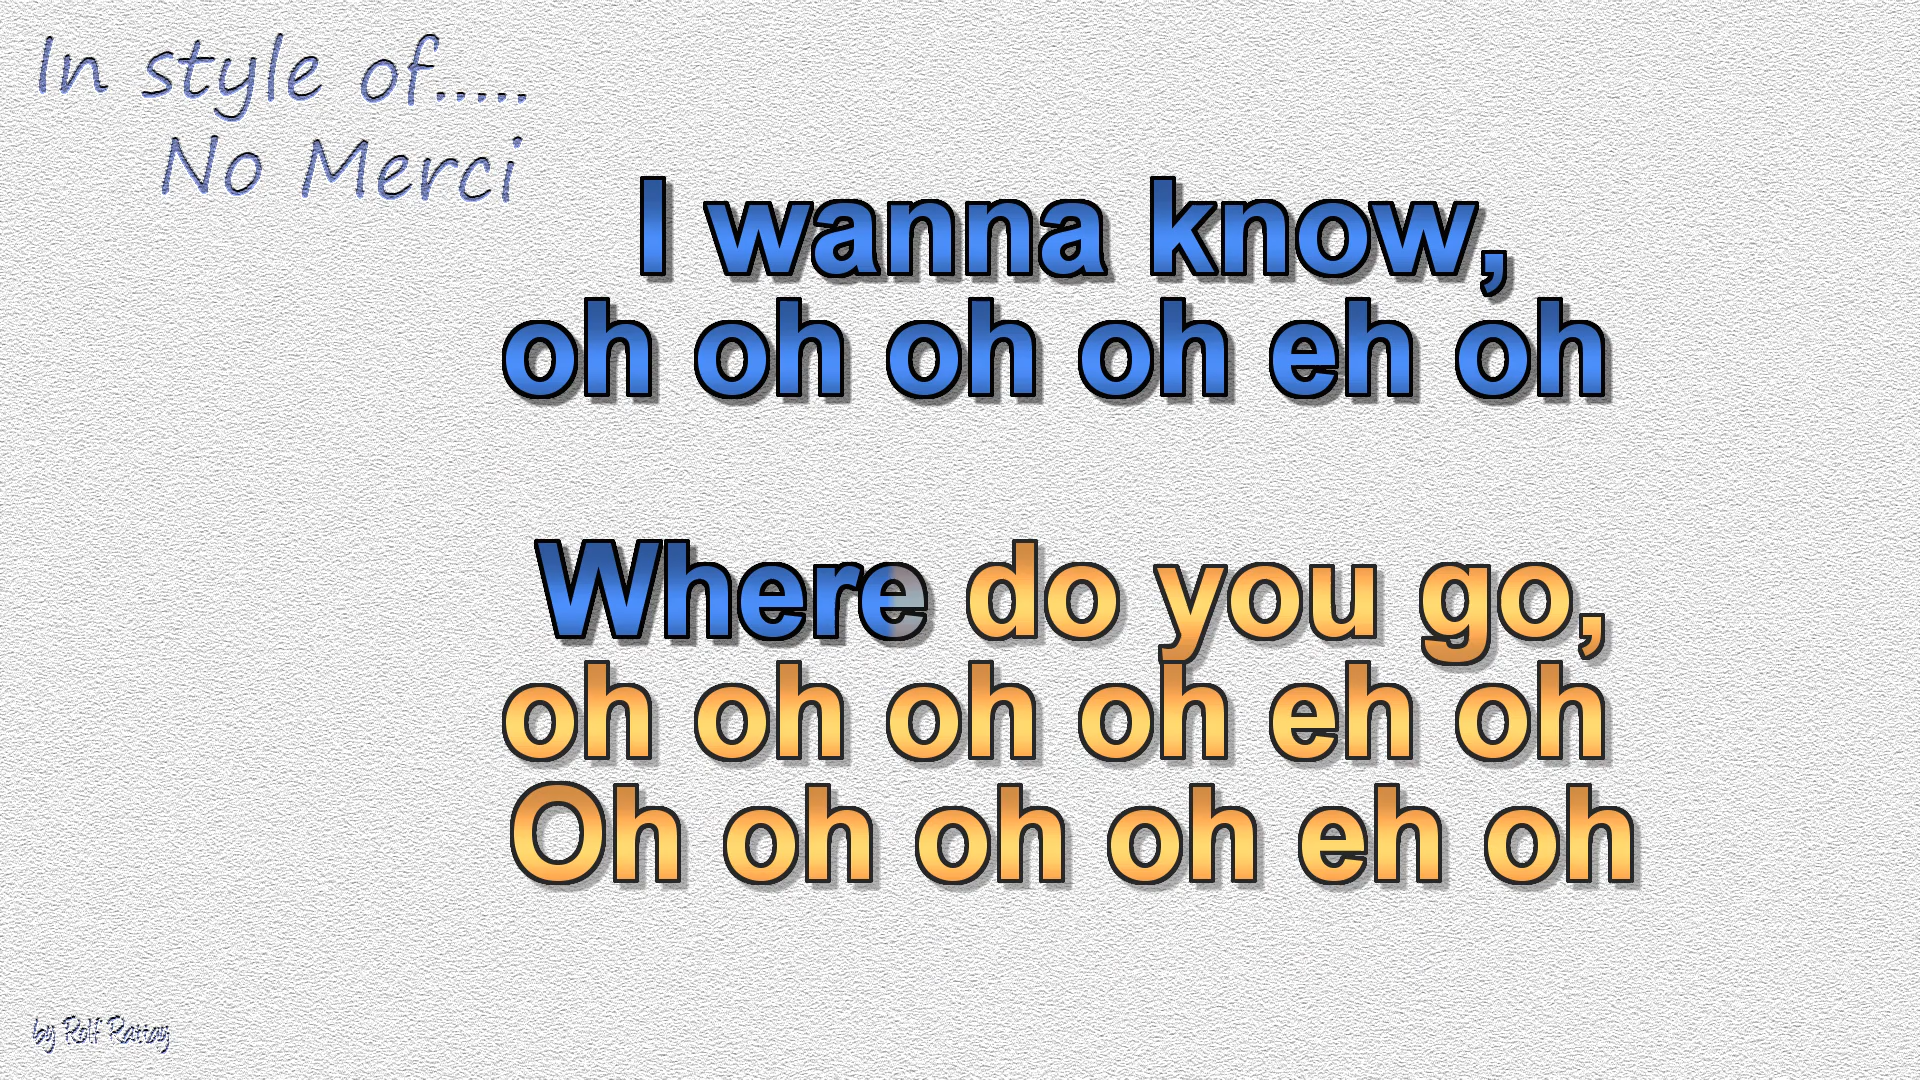 In style of.....
No Merci
I wanna know,
oh oh oh oh eh oh
Where do you go,
oh oh oh oh eh oh
Oh oh oh oh eh oh
by Rolf Rattay